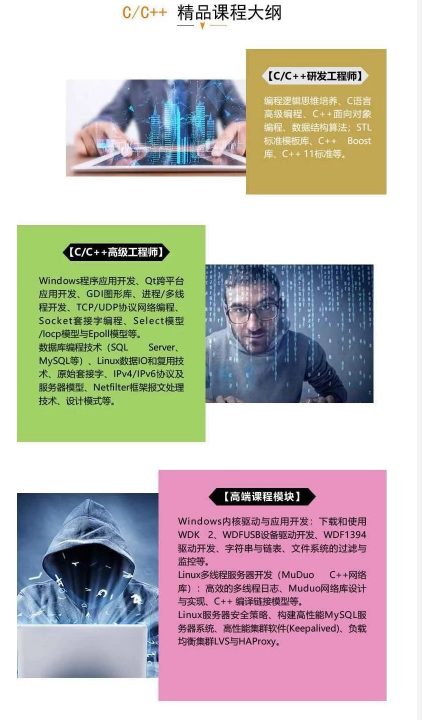 C/C++ 精品课程大纲
【C/C++研发工程师】
编程逻辑思维培养、C语言
高级编程、C++面向对象
编程、数据结构算法；STL
标准模板库、C++ Boost
库、C++ 11标准等。
【C/C++高级工程师】
Windows程序应用开发、Qt跨平台
应用开发、GDI图形库、进程/多线
程开发、TCP/UDP协议网络编程、
Socket套接字编程、Select模型
/Iocp模型与Epoll模型等。
数据库编程技术（SQL Server、
MySQL等）、Linux数据IO和复用技
术、原始套接字、IPv4/IPv6协议及
服务器模型、Netfilter框架报文处理
技术、设计模式等。
【高端课程模块】
Windows内核驱动与应用开发：下载和使用
WDK 2、WDFUSB设备驱动开发、WDF1394
驱动开发、字符串与链表、文件系统的过滤与
监控等。
Linux多线程服务器开发（MuDuo C++网络
库）：高效的多线程日志、Muduo网络库设计
与实现、C++ 编译链接模型等。
Linux服务器安全策略、构建高性能MySQL服
务器系统、高性能集群软件(Keepalived)、负载
均衡集群LVS与HAProxy。